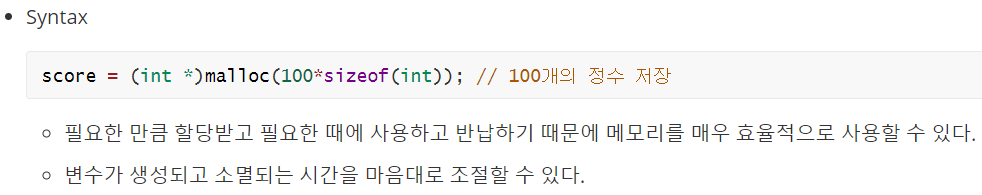 Syntax
score = (int *)malloc(100*sizeof(int)); // 100개의 정수 저장
필요한 만큼 할당받고 필요한 때에 사용하고 반납하기 때문에 메모리를 매우 효율적으로 사용할 수 있다.
변수가 생성되고 소멸되는 시간을 마음대로 조절할 수 있다.